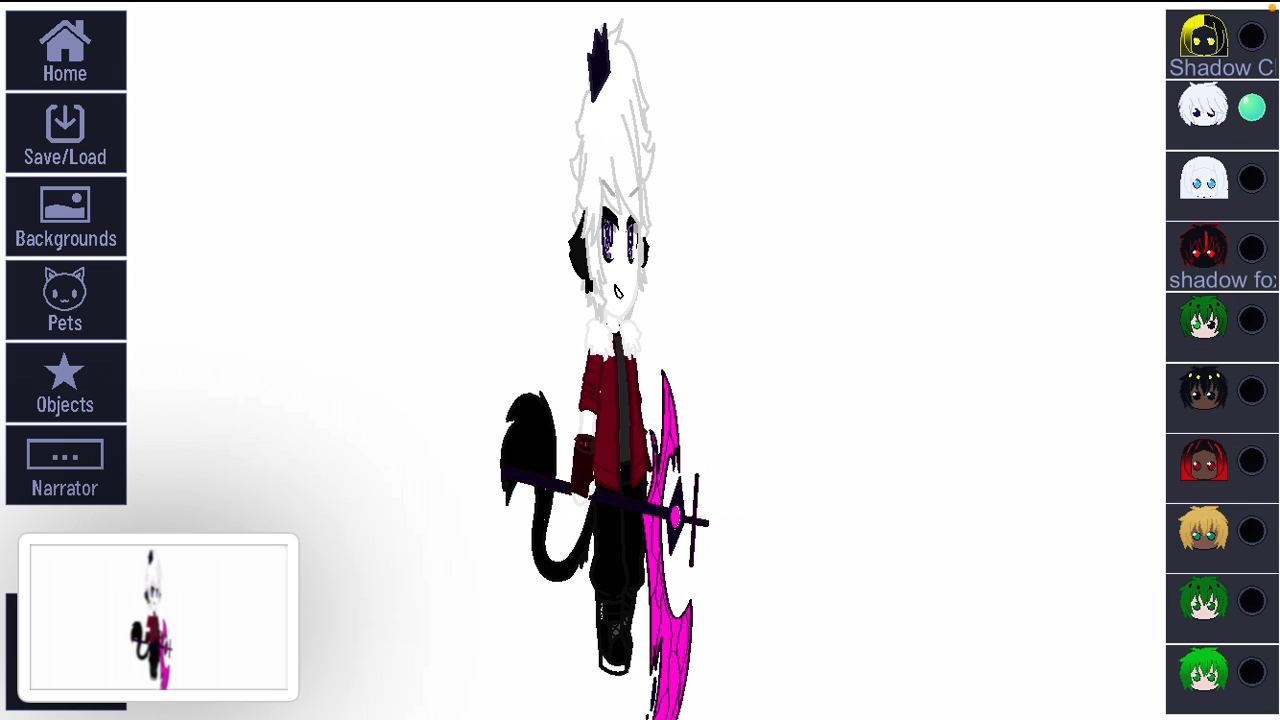 Home
Save/Load
Backgrounds
Pets
Objects
Narrator
Shadow C
shadow fo